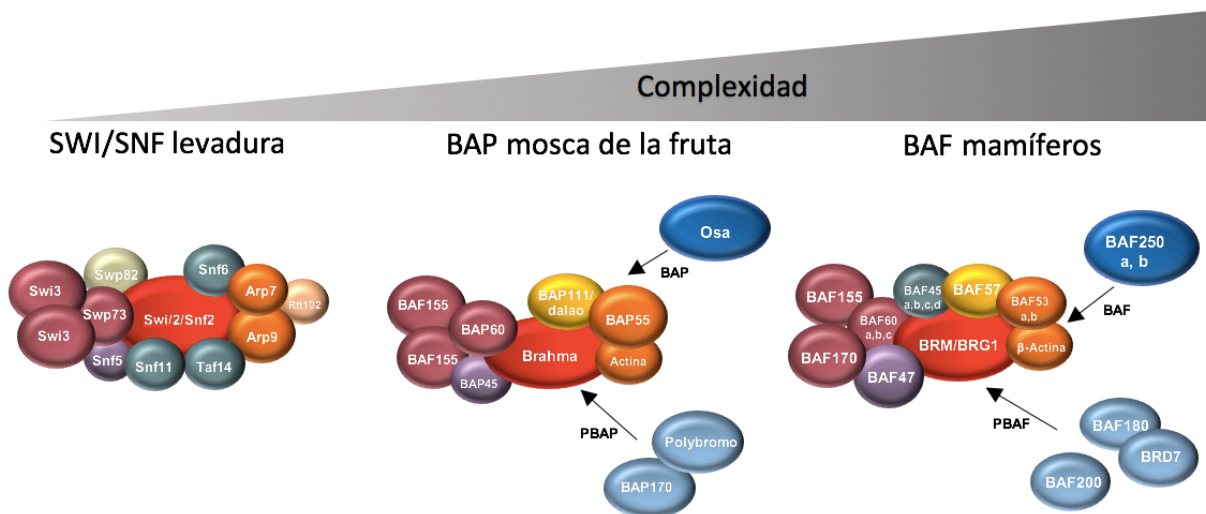 Complexidad
SWI/SNF levadura
BAP mosca de la fruta
BAF mamíferos
Swp82
Snf6
Swi3
Arp7
Rtt102
Swp73
Swi/2/Snf2
Swi3
Arp9
Snf5
Snf11
Taf14
Osa
BAP
BAP111/
dalao
BAF155
BAP60
BAP55
Brahma
BAF155
Actina
BAP45
PBAP
Polybromo
BAP170
BAF250
a, b
BAF
BAF45
a,b,c,d
BAF57
BAF155
BAF53
a,b
BAF60
a,b,c
BRM/BRG1
β-Actina
BAF170
BAF47
PBAF
BAF180
BRD7
BAF200